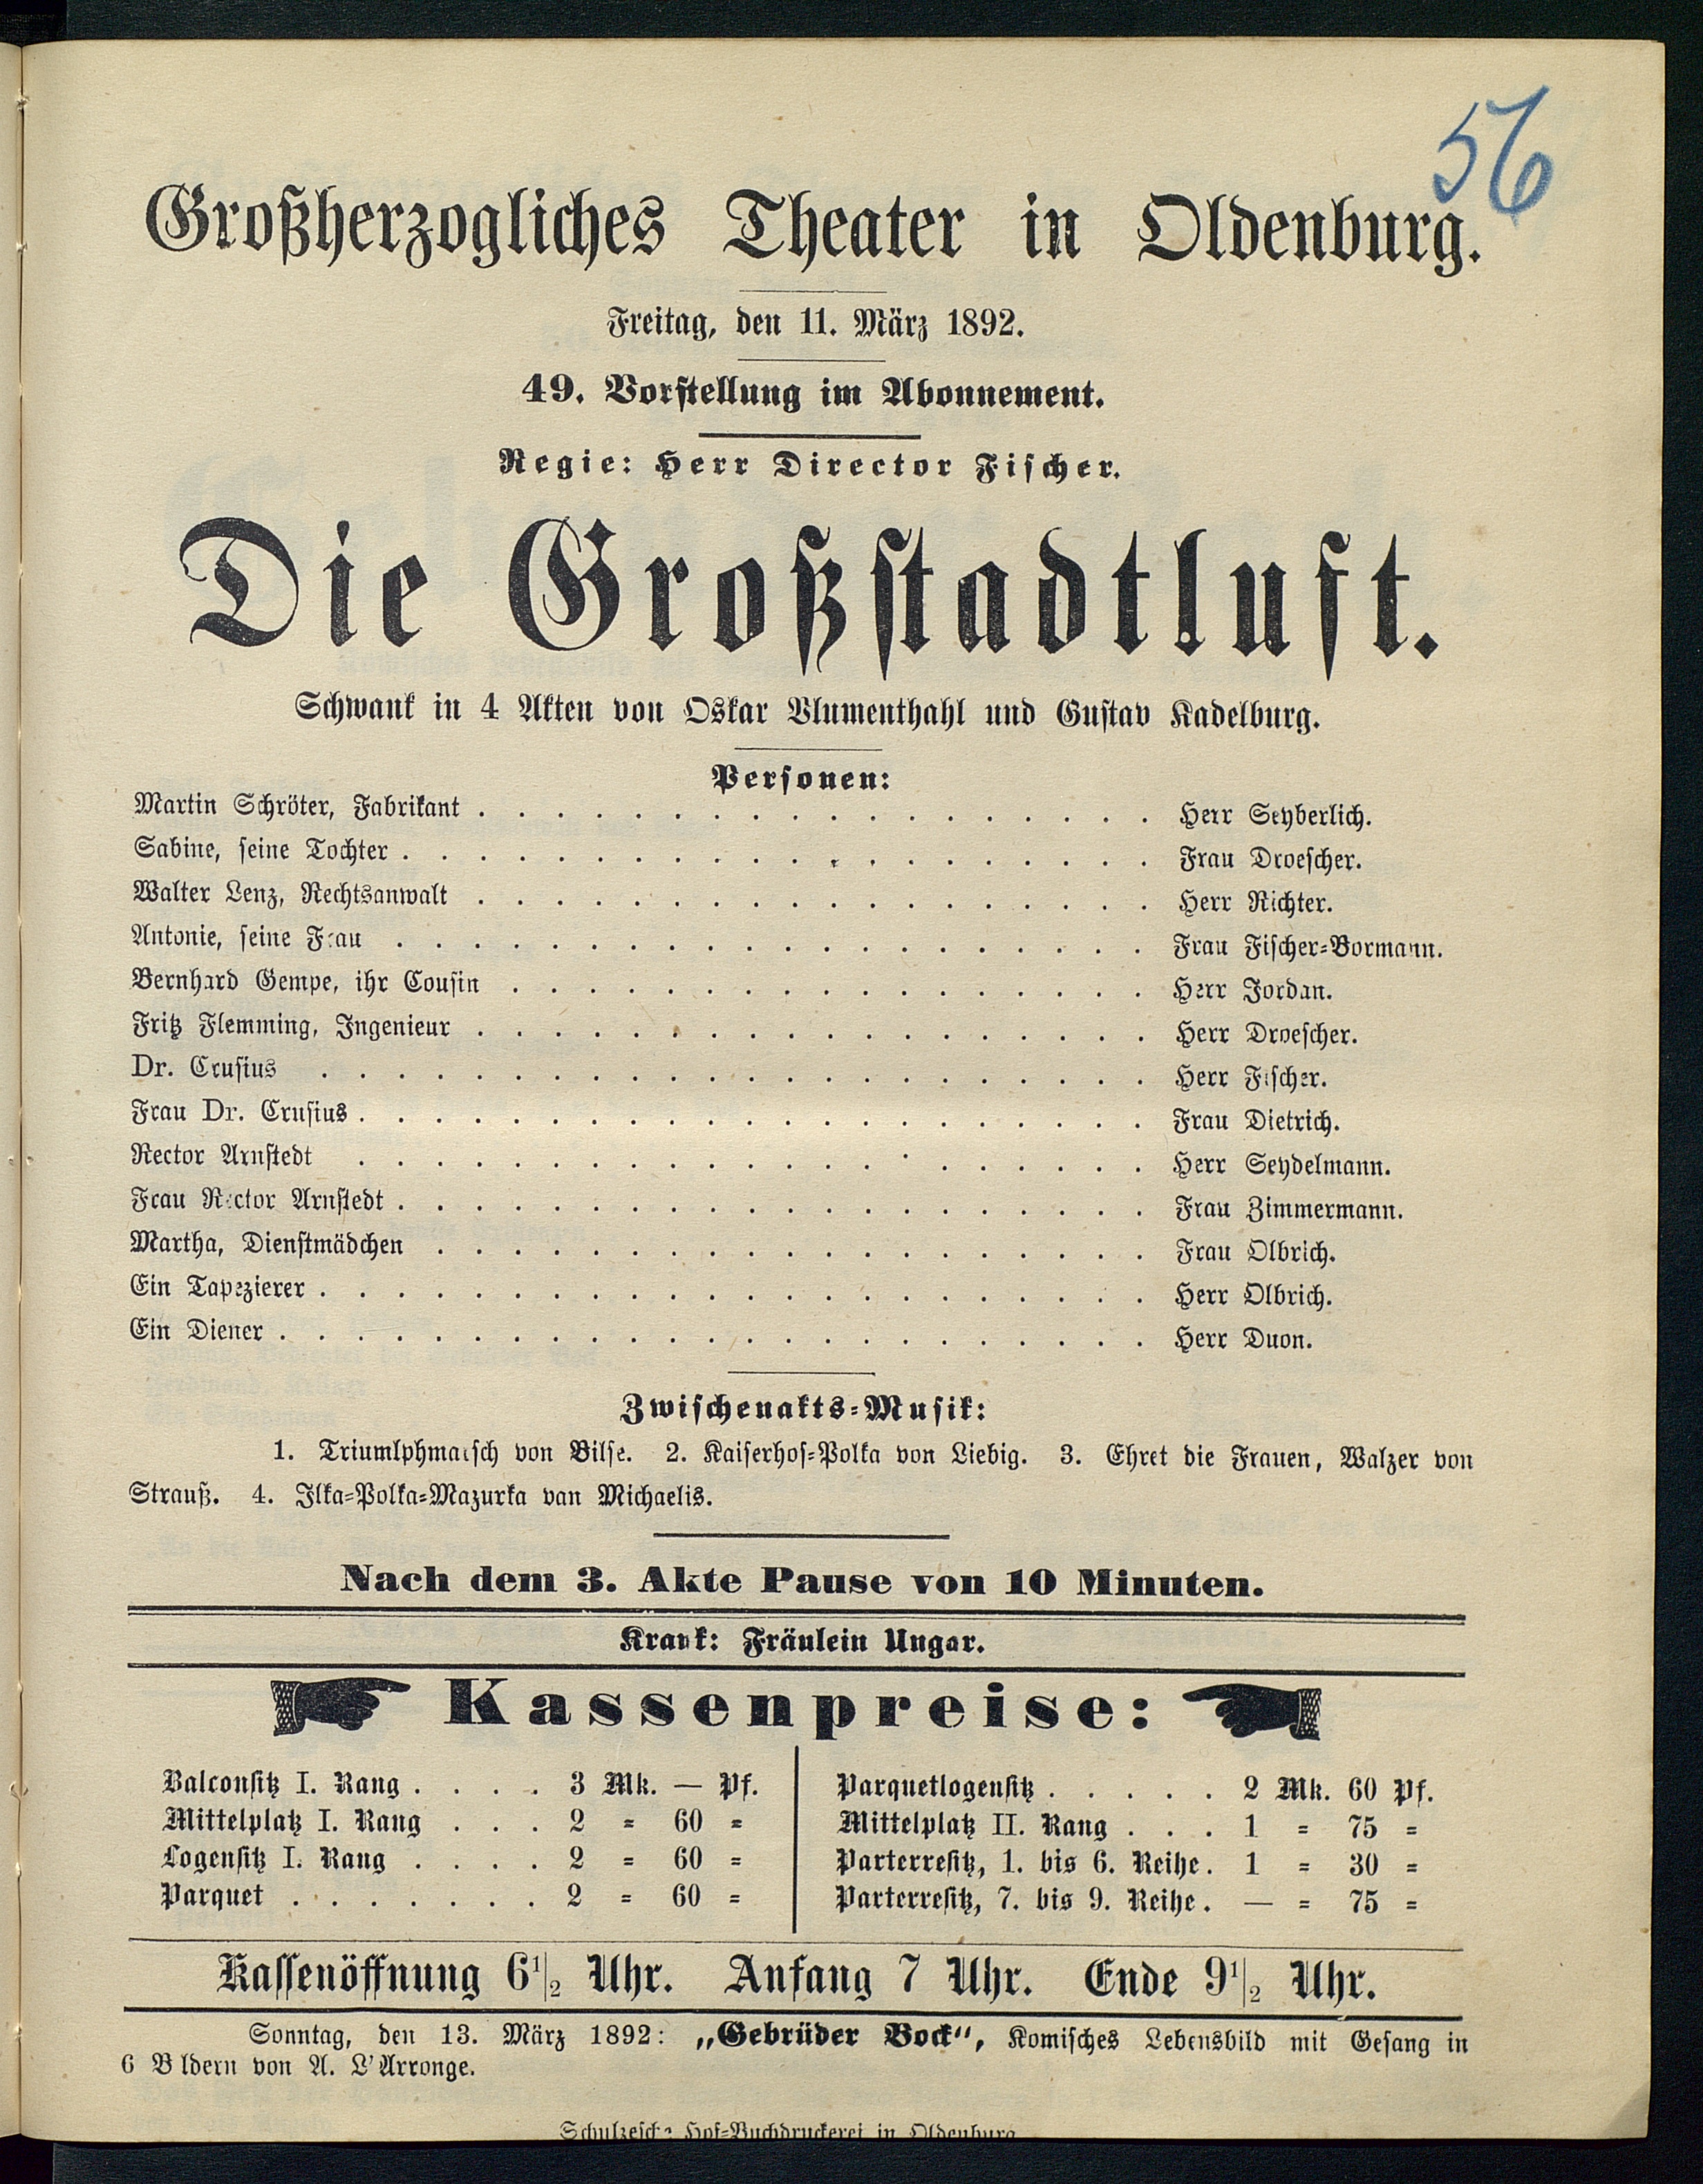 56
Großherzogliches Theater in Oldenburg.
Freitag, den 11. März 1892.
49. Vorstellung im Abonnement.
Regie: Herr Director Fischer.
Die Großstadtluft.
Schwank in 4 Akten von Oskar Blumenthahl und Gustav Kadelburg.
Personen:
Martin Schröter, Fabrikant . . . . . . . . . . . . . . . . . . Herr Seyberlich.
Sabine, seine Tochter . . . . . . . . . . . . . . . . . . . . Frau Droescher.
Walter Lenz, Rechtsanwalt . . . . . . . . . . . . . . . . . . Herr Richter.
Antonie, seine Frau . . . . . . . . . . . . . . . . . . . . Frau Fischer-Bormann.
Bernhard Gempe, ihr Cousin . . . . . . . . . . . . . . . . . Herr Jordan.
Fritz Flemming, Ingenieur . . . . . . . . . . . . . . . . . . Herr Droescher.
Dr. Crusius . . . . . . . . . . . . . . . . . . . . . . Herr Fischer.
Frau Dr. Crusius . . . . . . . . . . . . . . . . . . . . . Frau Dietrich.
Rector Arnstedt . . . . . . . . . . . . . . . . . . . . . Herr Seydelmann.
Frau Rector Arnstedt . . . . . . . . . . . . . . . . . . . . Frau Zimmermann.
Martha, Dienstmädchen . . . . . . . . . . . . . . . . . . . Frau Olbrich.
Ein Tapezierer . . . . . . . . . . . . . . . . . . . . . . Herr Olbrich.
Ein Diener . . . . . . . . . . . . . . . . . . . . . . . Herr Duon.
Zwischenakts-Musik:
1. Triumlphmarsch von Bilse. 2. Kaiserhof-Polka von Liebig. 3. Ehret die Frauen, Walzer von
Strauß. 4. Ilka-Polka-Mazurka van Michaelis.
Nach dem 3. Akte Pause von 10 Minuten.
Krank: Fräulein Ungar.
Kassenpreise:
Balconsitz I. Rang . . . . 3 Mk. — Pf.
Mittelplatz I. Rang . . . 2 = 60 =
Logensitz I. Rang . . . . 2 = 60 =
Parquet . . . . . . . 2 = 60 =
Parquetlogensitz . . . . . 2 Mk. 60 Pf.
Mittelplatz II. Rang . . . 1 = 75 =
Parterresitz, 1. bis 6. Reihe. 1 = 30 =
Parterresitz, 7. bis 9. Reihe. — = 75 =
Kassenöffnung 6½ Uhr. Anfang 7 Uhr. Ende 9½ Uhr.
Sonntag, den 13. März 1892: „Gebrüder Bock“, Komisches Lebensbild mit Gesang in
6 B ldern von A. L'Arronge.
Schulzesche Hof-Buchdruckerei in Oldenburg